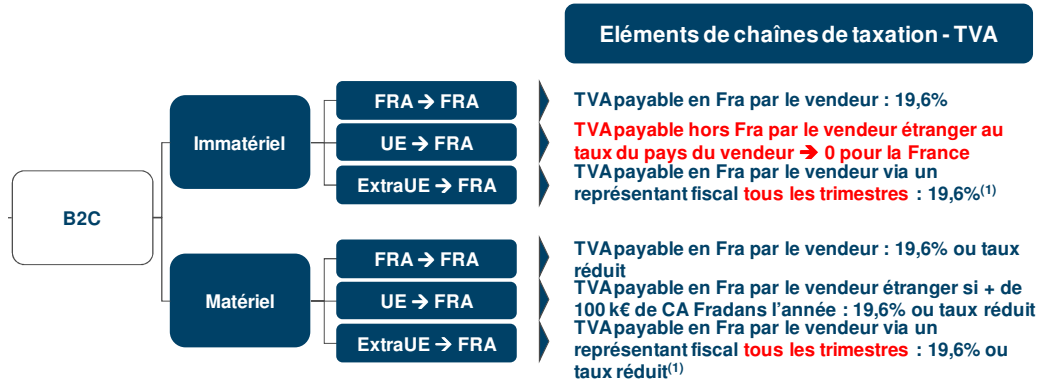 Eléments de chaînes de taxation - TVA
B2C
Immatériel
FRA → FRA
TVA payable en Fra par le vendeur : 19,6%
UE → FRA
TVA payable hors Fra par le vendeur étranger au
taux du pays du vendeur → 0 pour la France
ExtraUE → FRA
TVA payable en Fra par le vendeur via un
représentant fiscal tous les trimestres : 19,6%(1)
Matériel
FRA → FRA
TVA payable en Fra par le vendeur : 19,6% ou taux
réduit
UE → FRA
TVA payable en Fra par le vendeur étranger si + de
100 k€ de CA Fradans l’année : 19,6% ou taux réduit
ExtraUE → FRA
TVA payable en Fra par le vendeur via un
représentant fiscal tous les trimestres : 19,6% ou
taux réduit(1)